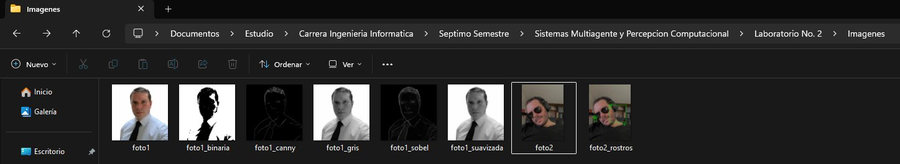 Imagenes
Documentos > Estudio > Carrera Ingenieria Informatica > Septimo Semestre > Sistemas Multiagente y Percepcion Computacional > Laboratorio No. 2 > Imagenes
Nuevo Ordenar Ver
Inicio
Galería
Escritorio
foto1 foto1_binaria foto1_canny foto1_gris foto1_sobel foto1_suavizada foto2 foto2_rostros